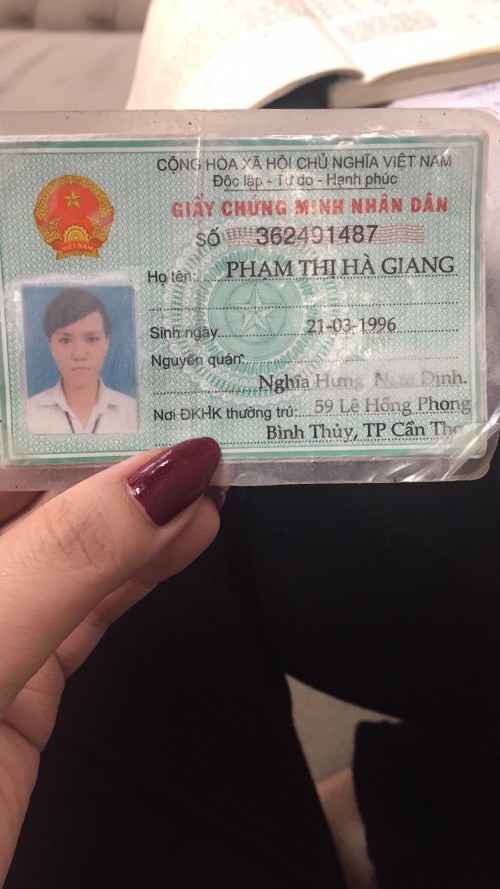 CỘNG HÒA XÃ HỘI CHỦ NGHĨA VIỆT NAM
Độc lập - Tự do - Hạnh phúc
GIẤY CHỨNG MINH NHÂN DÂN
SỐ 362491487
Họ tên: PHẠM THỊ HÀ GIANG
Sinh ngày 21-03-1996
Nguyên quán:
Nghĩa Hưng Nam Định.
Nơi ĐKHK thường trú: 59 Lê Hồng Phong
Bình Thủy, TP Cần Thơ
VIỆT NAM